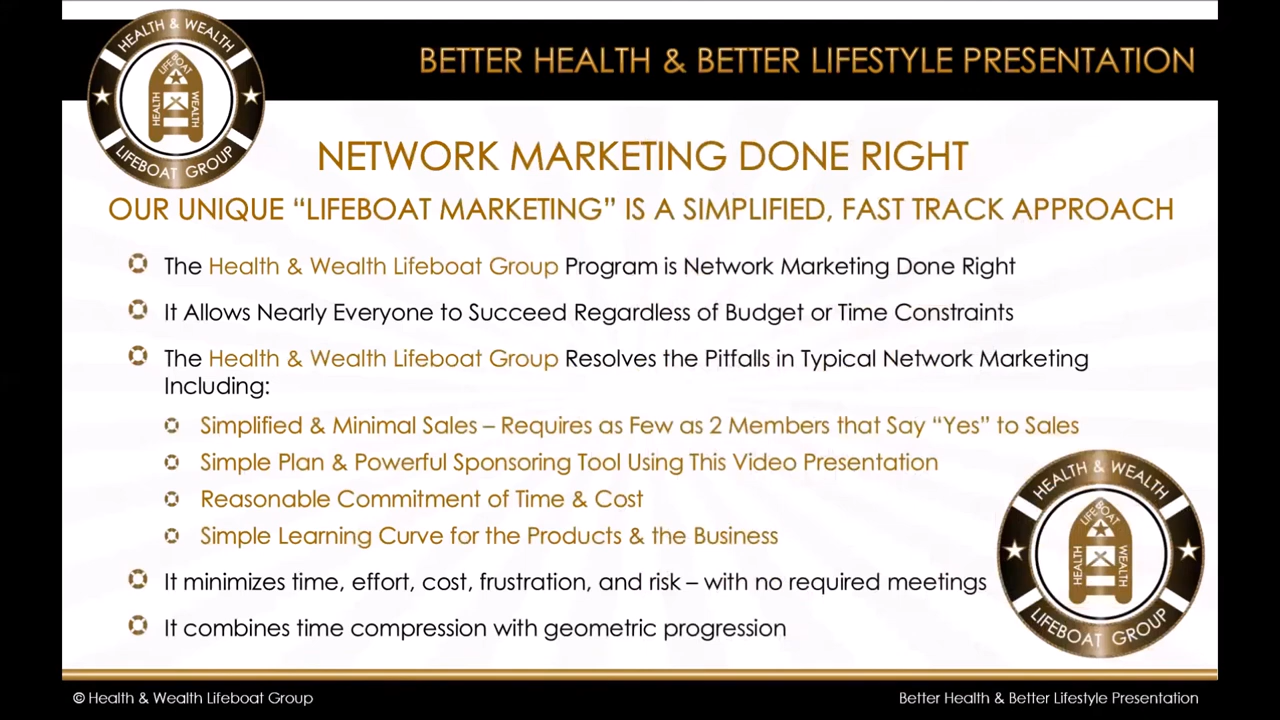 HEALTH & WEALTH
LIFEBOAT
HEALTH
WEALTH
LIFEBOAT GROUP
BETTER HEALTH & BETTER LIFESTYLE PRESENTATION
NETWORK MARKETING DONE RIGHT
OUR UNIQUE “LIFEBOAT MARKETING” IS A SIMPLIFIED, FAST TRACK APPROACH
The Health & Wealth Lifeboat Group Program is Network Marketing Done Right
It Allows Nearly Everyone to Succeed Regardless of Budget or Time Constraints
The Health & Wealth Lifeboat Group Resolves the Pitfalls in Typical Network Marketing
Including:
Simplified & Minimal Sales – Requires as Few as 2 Members that Say “Yes” to Sales
Simple Plan & Powerful Sponsoring Tool Using This Video Presentation
Reasonable Commitment of Time & Cost
Simple Learning Curve for the Products & the Business
It minimizes time, effort, cost, frustration, and risk – with no required meetings
It combines time compression with geometric progression
HEALTH & WEALTH
LIFEBOAT
HEALTH
WEALTH
LIFEBOAT GROUP
© Health & Wealth Lifeboat Group
Better Health & Better Lifestyle Presentation